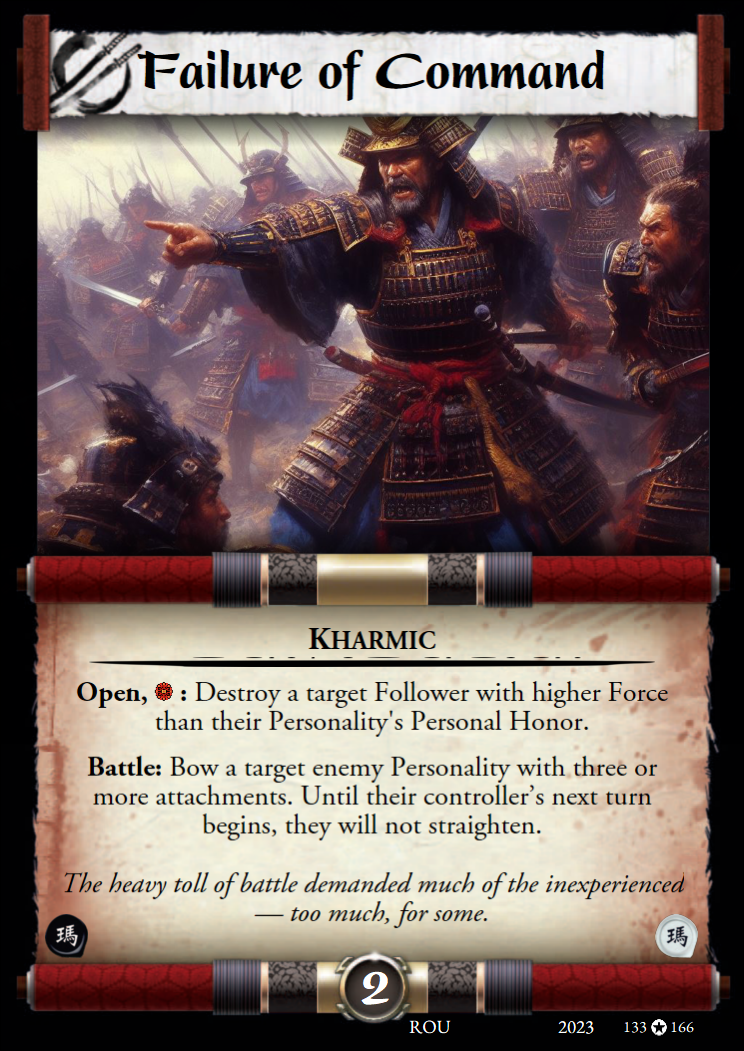 Failure of Command
KHARMIC
Open, : Destroy a target Follower with higher Force
than their Personality's Personal Honor.
Battle: Bow a target enemy Personality with three or
more attachments. Until their controller’s next turn
begins, they will not straighten.
The heavy toll of battle demanded much of the inexperienced
— too much, for some.
瑪 瑪
2
ROU 2023 133 166